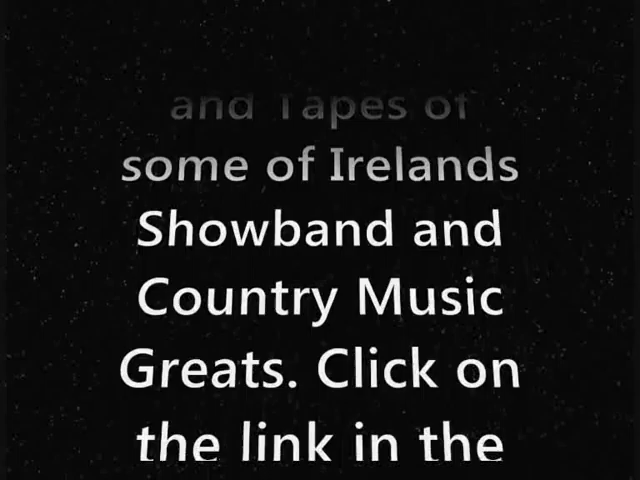 and Tapes of
some of Irelands
Showband and
Country Music
Greats. Click on
the link in the